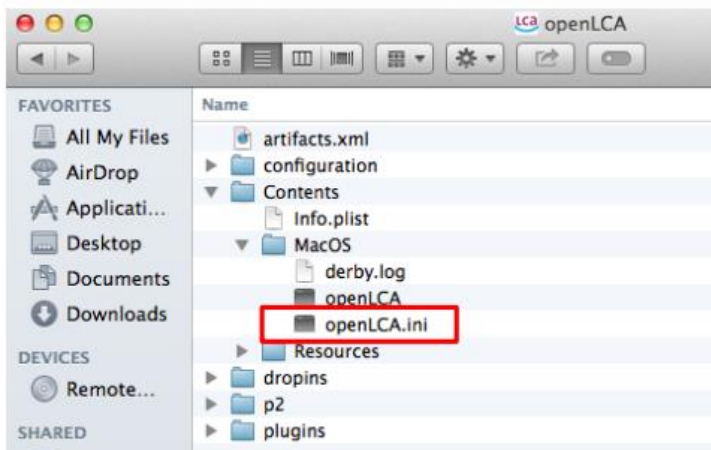 LCA openLCA
FAVORITES
All My Files
AirDrop
Applicati...
Desktop
Documents
Downloads
DEVICES
Remote...
SHARED
Name
artifacts.xml
configuration
Contents
Info.plist
MacOS
derby.log
openLCA
openLCA.ini
Resources
dropins
p2
plugins